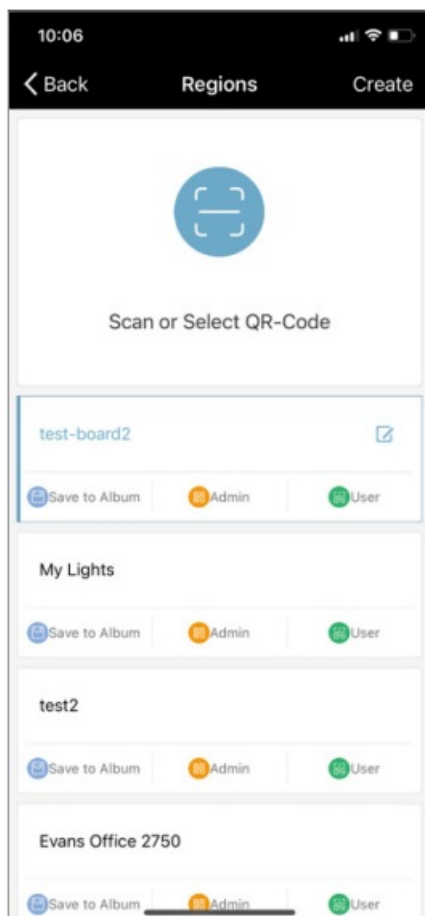 10:06
Back Regions Create
Scan or Select QR-Code
test-board2
Save to Album Admin User
My Lights
Save to Album Admin User
test2
Save to Album Admin User
Evans Office 2750
Save to Album Admin User